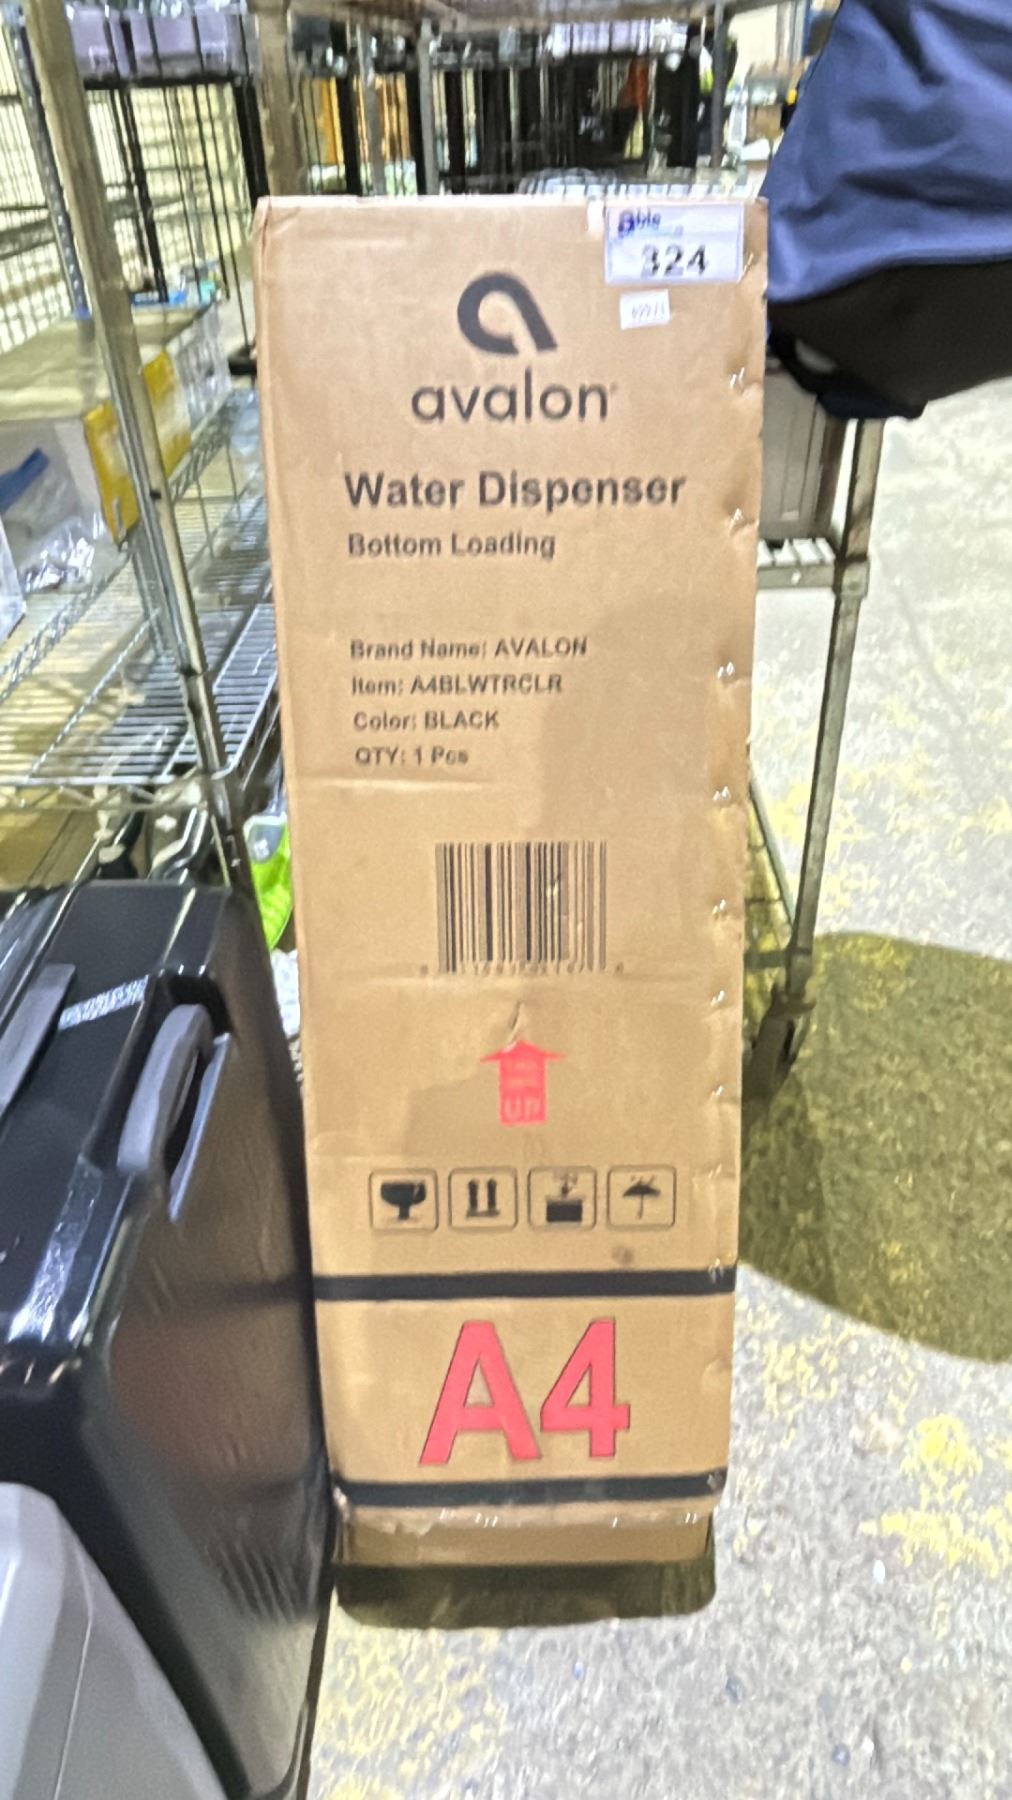 324
avalon
Water Dispenser
Bottom Loading
Brand Name: AVALON
Item: A4BLWTRCLR
Color: BLACK
QTY: 1 Pcs
UP
A4